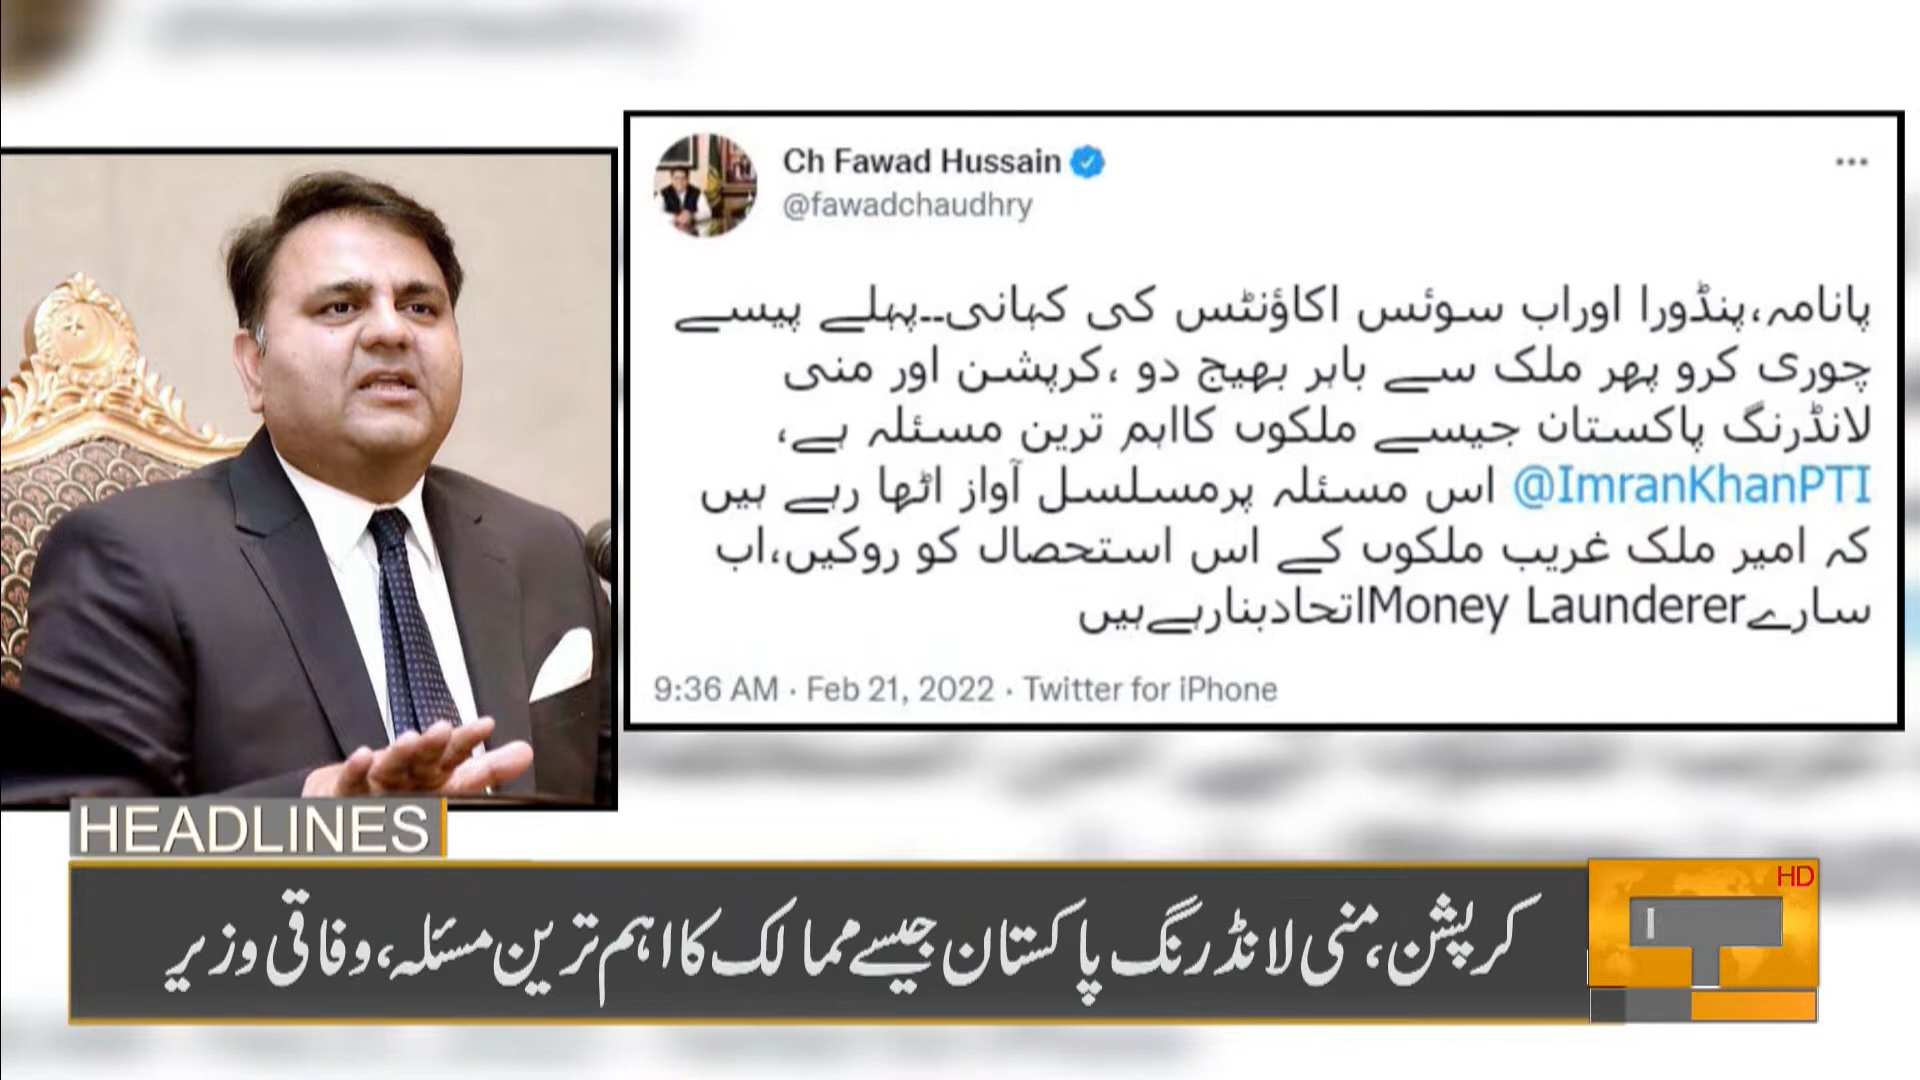 Ch Fawad Hussain
@fawadchaudhry
پانامہ،پنڈورا اوراب سوئس اکاؤنٹس کی کہانی۔۔پہلے پیسے
چوری کرو پھر ملک سے باہر بھیج دو ،کرپشن اور منی
لانڈرنگ پاکستان جیسے ملکوں کااہم ترین مسئلہ ہے،
@ImranKhanPTI اس مسئلہ پرمسلسل آواز اٹھا رہے ہیں
کہ امیر ملک غریب ملکوں کے اس استحصال کو روکیں،اب
سارےMoney Laundererاتحادبنارہےہیں
9:36 AM · Feb 21, 2022 · Twitter for iPhone
HEADLINES
HD
کرپشن،منی لانڈرنگ پاکستان جیسے ممالک کا اہم ترین مسئلہ،وفاقی وزیر